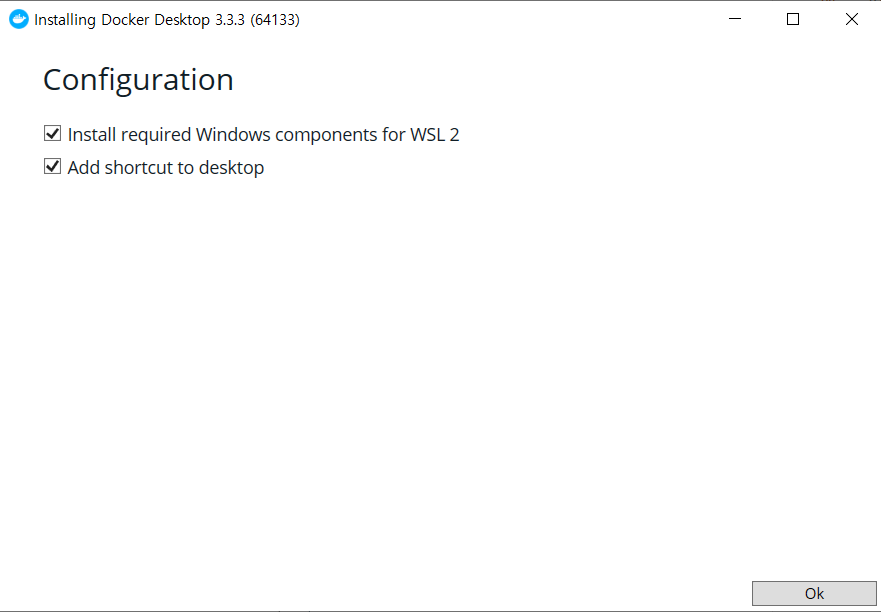 Installing Docker Desktop 3.3.3 (64133)
Configuration
Install required Windows components for WSL 2
Add shortcut to desktop
Ok